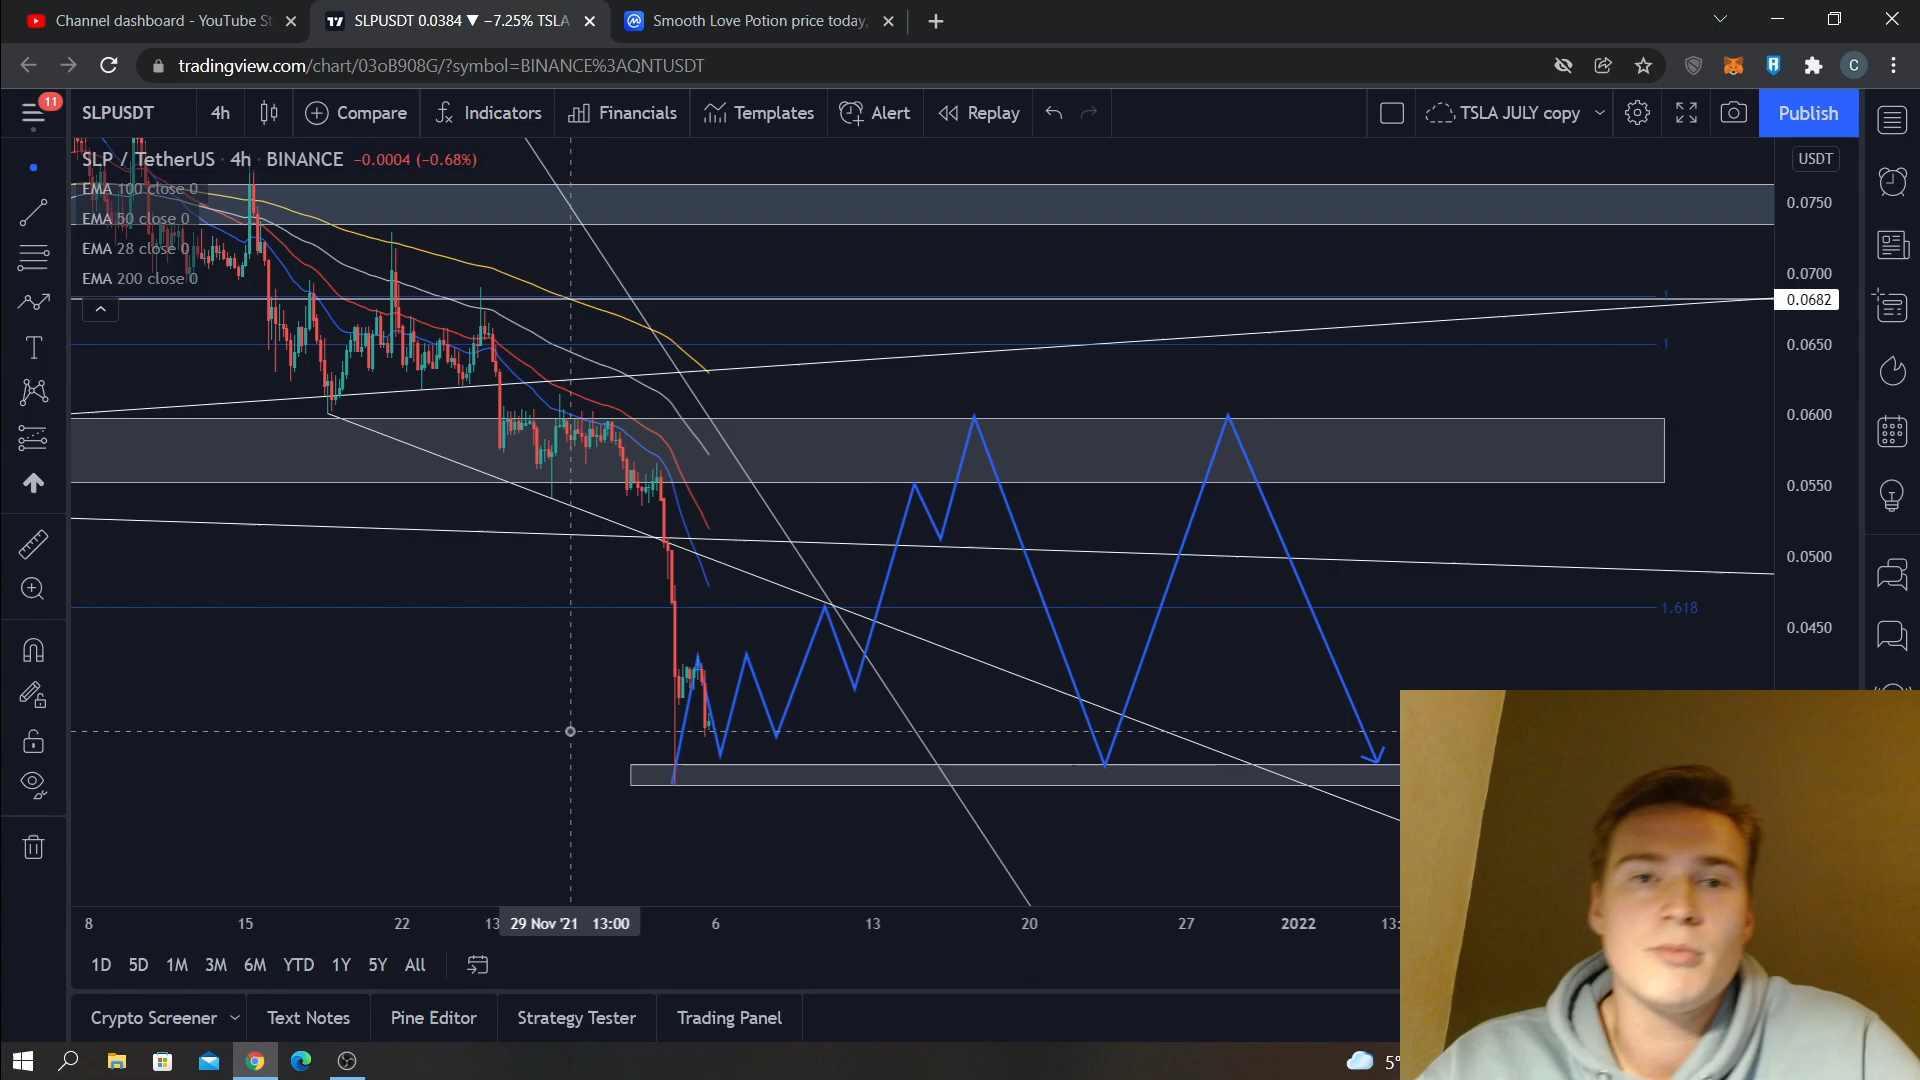 Channel dashboard - YouTube St
SLPUSDT 0.0384 ▼ −7.25% TSLA
Smooth Love Potion price today,
tradingview.com/chart/03oB908G/?symbol=BINANCE%3AQNTUSDT
C
11
SLPUSDT
4h
Compare
Indicators
Financials
Templates
Alert
Replay
TSLA JULY copy
Publish
SLP / TetherUS · 4h · BINANCE −0.0004 (−0.68%)
USDT
EMA 100 close 0
EMA 50 close 0
EMA 28 close 0
EMA 200 close 0
0.0750
0.0700
0.0682
0.0650
0.0600
0.0550
0.0500
0.0450
1
1
1.618
8
15
22
13
29 Nov '21 13:00
6
13
20
27
2022
13:
1D 5D 1M 3M 6M YTD 1Y 5Y All
Crypto Screener
Text Notes
Pine Editor
Strategy Tester
Trading Panel
5°